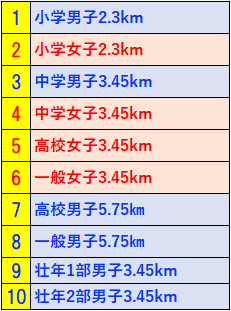 1 小学男子2.3km
2 小学女子2.3km
3 中学男子3.45km
4 中学女子3.45km
5 高校女子3.45km
6 一般女子3.45km
7 高校男子5.75㎞
8 一般男子5.75㎞
9 壮年1部男子3.45km
10 壮年2部男子3.45km